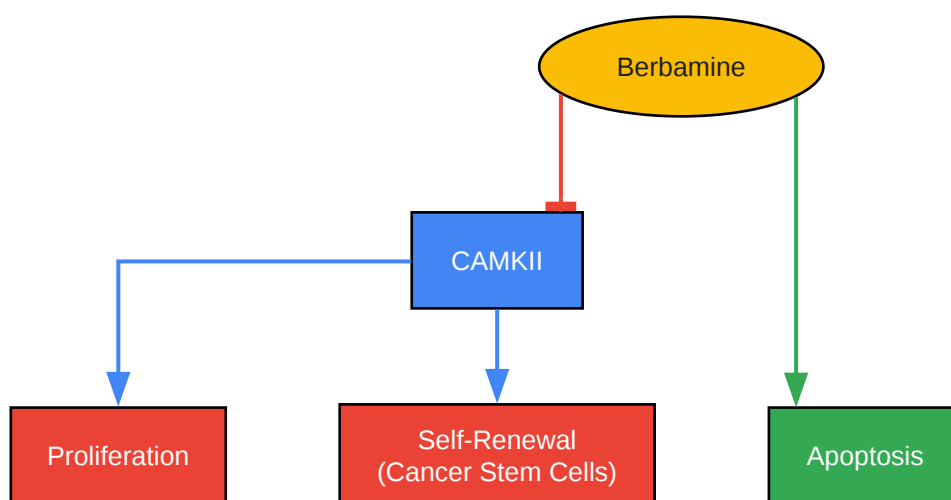 Berbamine
CAMKII
Proliferation
Self-Renewal
(Cancer Stem Cells)
Apoptosis